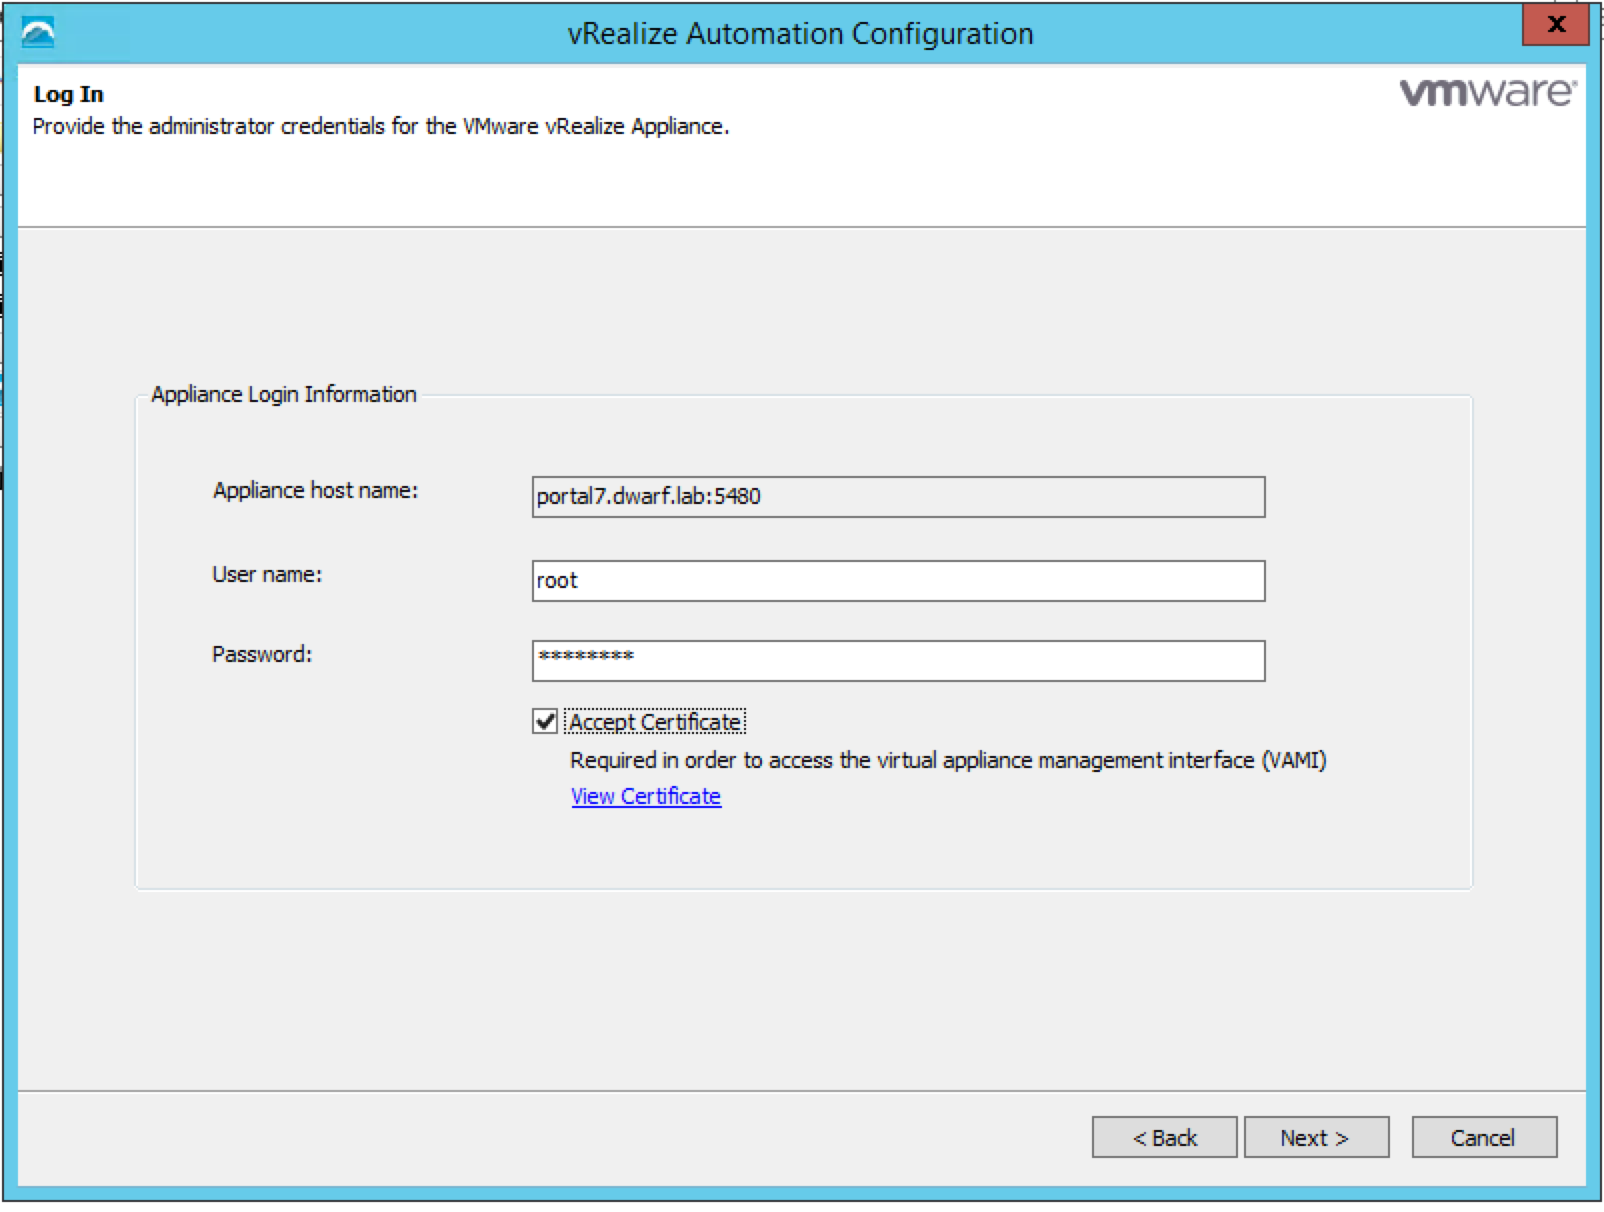 vRealize Automation Configuration
X
Log In
vmware®
Provide the administrator credentials for the VMware vRealize Appliance.
Appliance Login Information
Appliance host name:
portal7.dwarf.lab:5480
User name:
root
Password:
********
Accept Certificate
Required in order to access the virtual appliance management interface (VAMI)
View Certificate
< Back
Next >
Cancel